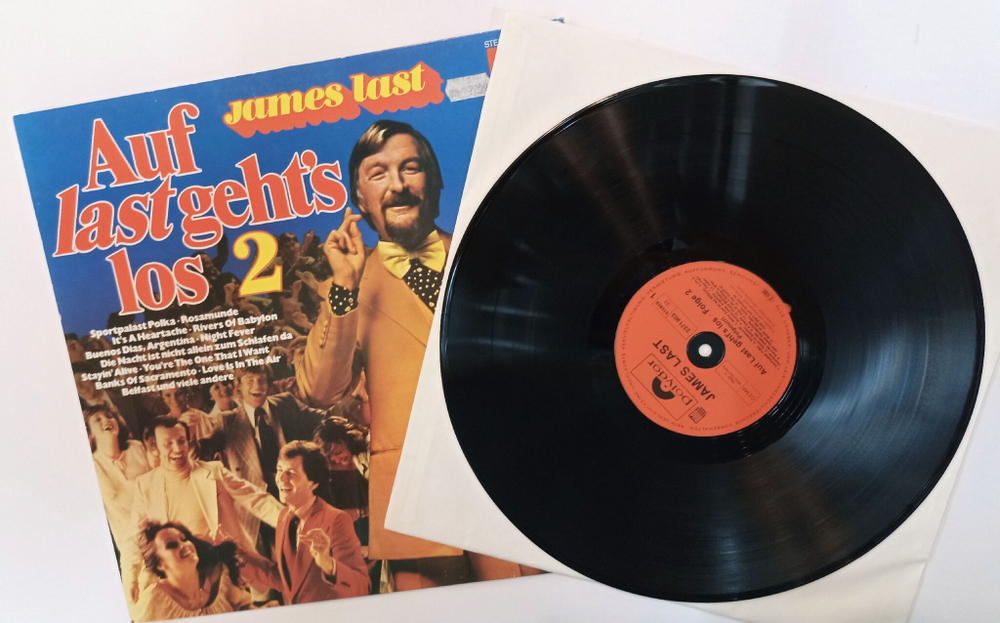 STE
james last
Auf
last geht's
los
2
Sportpalast Polka · Rosamunde
It's A Heartache · Rivers Of Babylon
Buenos Dias, Argentina · Night Fever
Die Nacht ist nicht allein zum Schlafen da
Stayin' Alive · You're The One That I Want
Banks Of Sacramento · Love Is In The Air
Belfast und viele andere
Polydor
JAMES LAST
Auf Last geht's los Folge 2
1